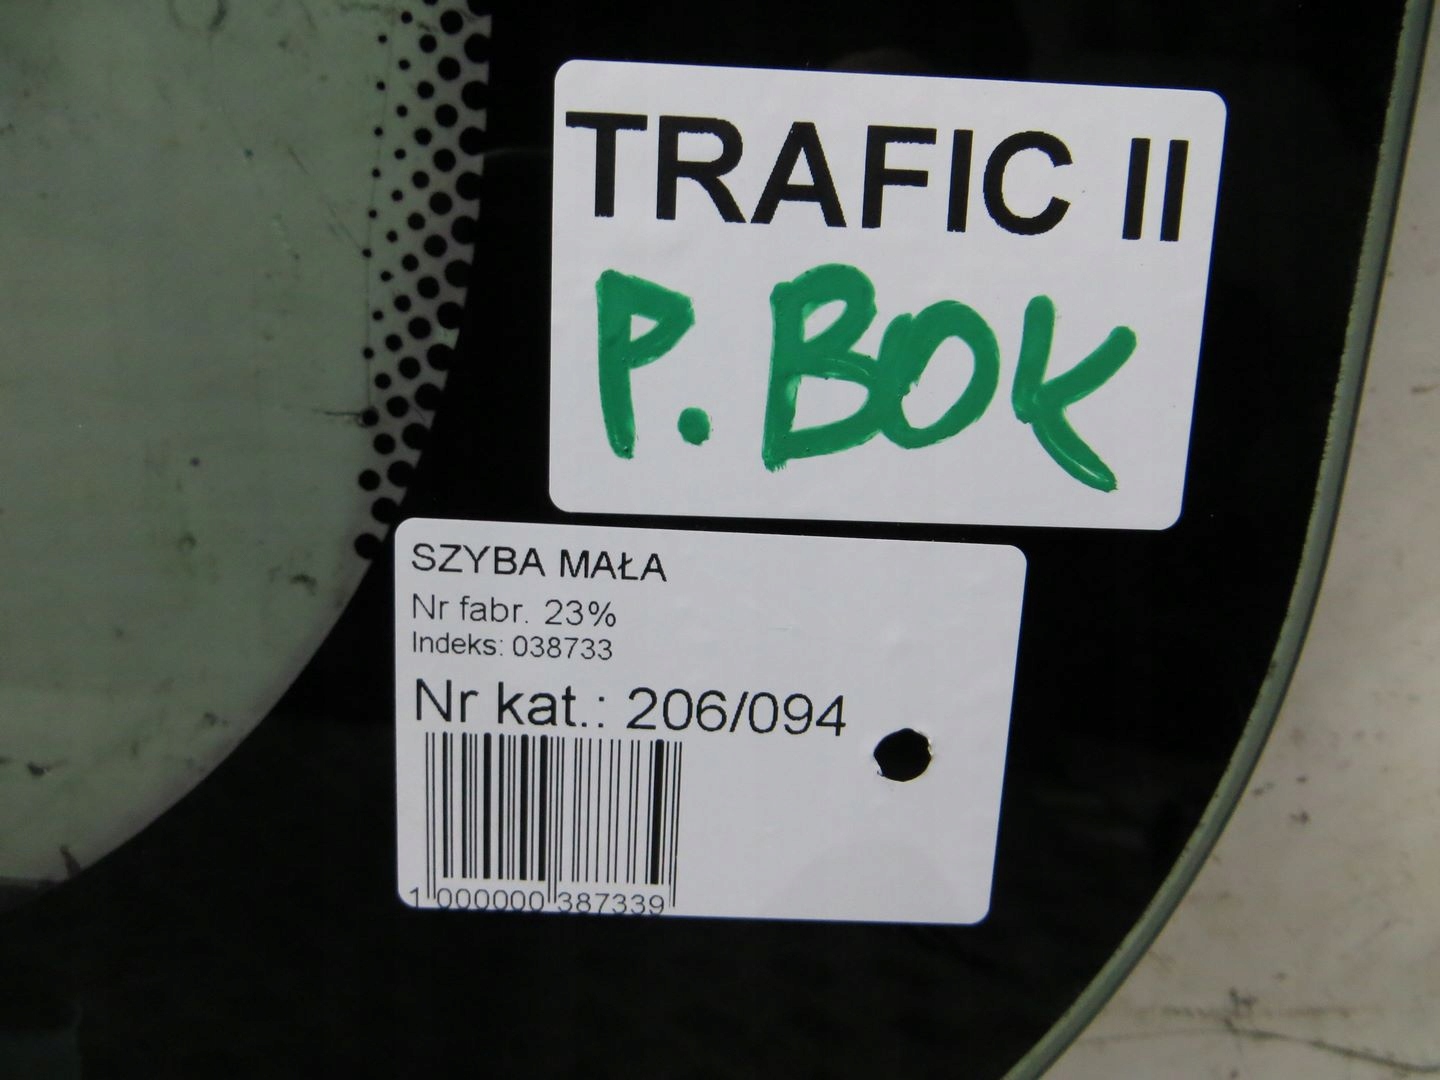 TRAFIC II
P. BOK
SZYBA MAŁA
Nr fabr. 23%
Indeks: 038733
Nr kat.: 206/094
1 000000 387339